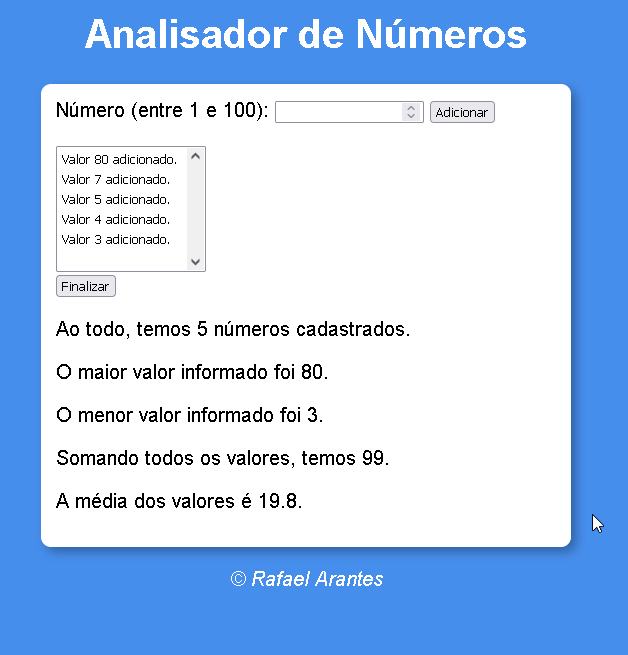 Analisador de Números
Número (entre 1 e 100): Adicionar
Valor 80 adicionado.
Valor 7 adicionado.
Valor 5 adicionado.
Valor 4 adicionado.
Valor 3 adicionado.
Finalizar
Ao todo, temos 5 números cadastrados.
O maior valor informado foi 80.
O menor valor informado foi 3.
Somando todos os valores, temos 99.
A média dos valores é 19.8.
© Rafael Arantes